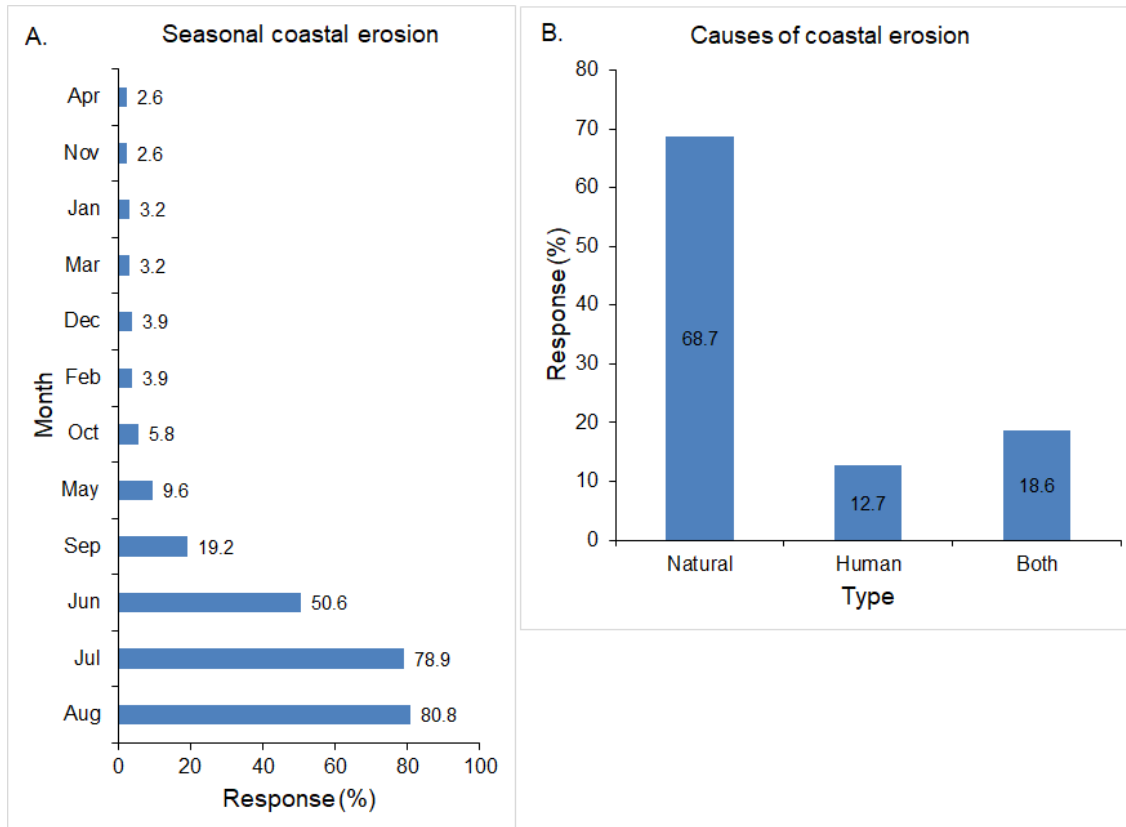 A.
Seasonal coastal erosion
Month
Apr 2.6
Nov 2.6
Jan 3.2
Mar 3.2
Dec 3.9
Feb 3.9
Oct 5.8
May 9.6
Sep 19.2
Jun 50.6
Jul 78.9
Aug 80.8
0 20 40 60 80 100
Response (%)
B.
Causes of coastal erosion
Response (%)
80
70
60
50
40
30
20
10
0
68.7
12.7
18.6
Natural Human Both
Type